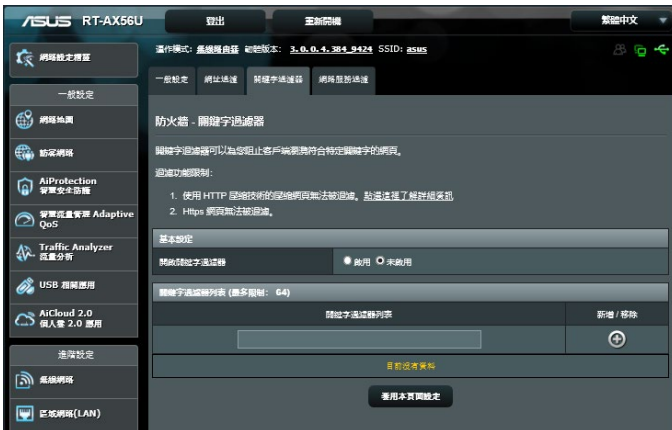 ASUS RT-AX56U
登出
重新開機
繁體中文
操作模式: 無線路由器 韌體版本: 3.0.0.4.384_9424 SSID: asus
網路設定精靈
一般設定
網址過濾
關鍵字過濾器
網路服務過濾
一般設定
網路地圖
訪客網路
AiProtection
智慧安全防護
智慧流量管理 Adaptive
QoS
Traffic Analyzer
流量分析
USB 相關應用
AiCloud 2.0
個人雲 2.0 應用
進階設定
無線網路
區域網路(LAN)
防火牆 - 關鍵字過濾器
關鍵字過濾器可以為您阻止客戶端瀏覽符合特定關鍵字的網頁。
過濾功能限制:
1. 使用 HTTP 壓縮技術的壓縮網頁無法被過濾。點選這裡了解詳細資訊
2. Https 網頁無法被過濾。
基本設定
開啟關鍵字過濾器
啟用 未啟用
關鍵字過濾器列表 (最多限制: 64)
關鍵字過濾器列表
新增 / 移除
目前沒有資料
套用本頁面設定